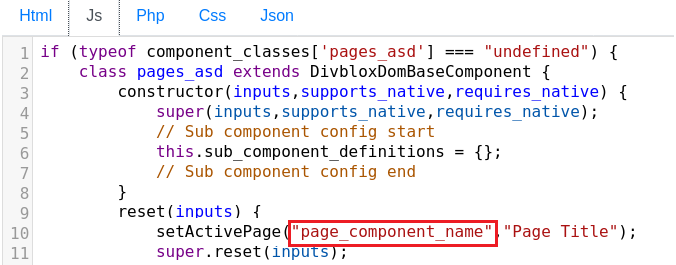 Html Js Php Css Json
1 if (typeof component_classes['pages_asd'] === "undefined") {
2 class pages_asd extends DivbloxDomBaseComponent {
3 constructor(inputs,supports_native,requires_native) {
4 super(inputs,supports_native,requires_native);
5 // Sub component config start
6 this.sub_component_definitions = {};
7 // Sub component config end
8 }
9 reset(inputs) {
10 setActivePage("page_component_name","Page Title");
11 super.reset(inputs);